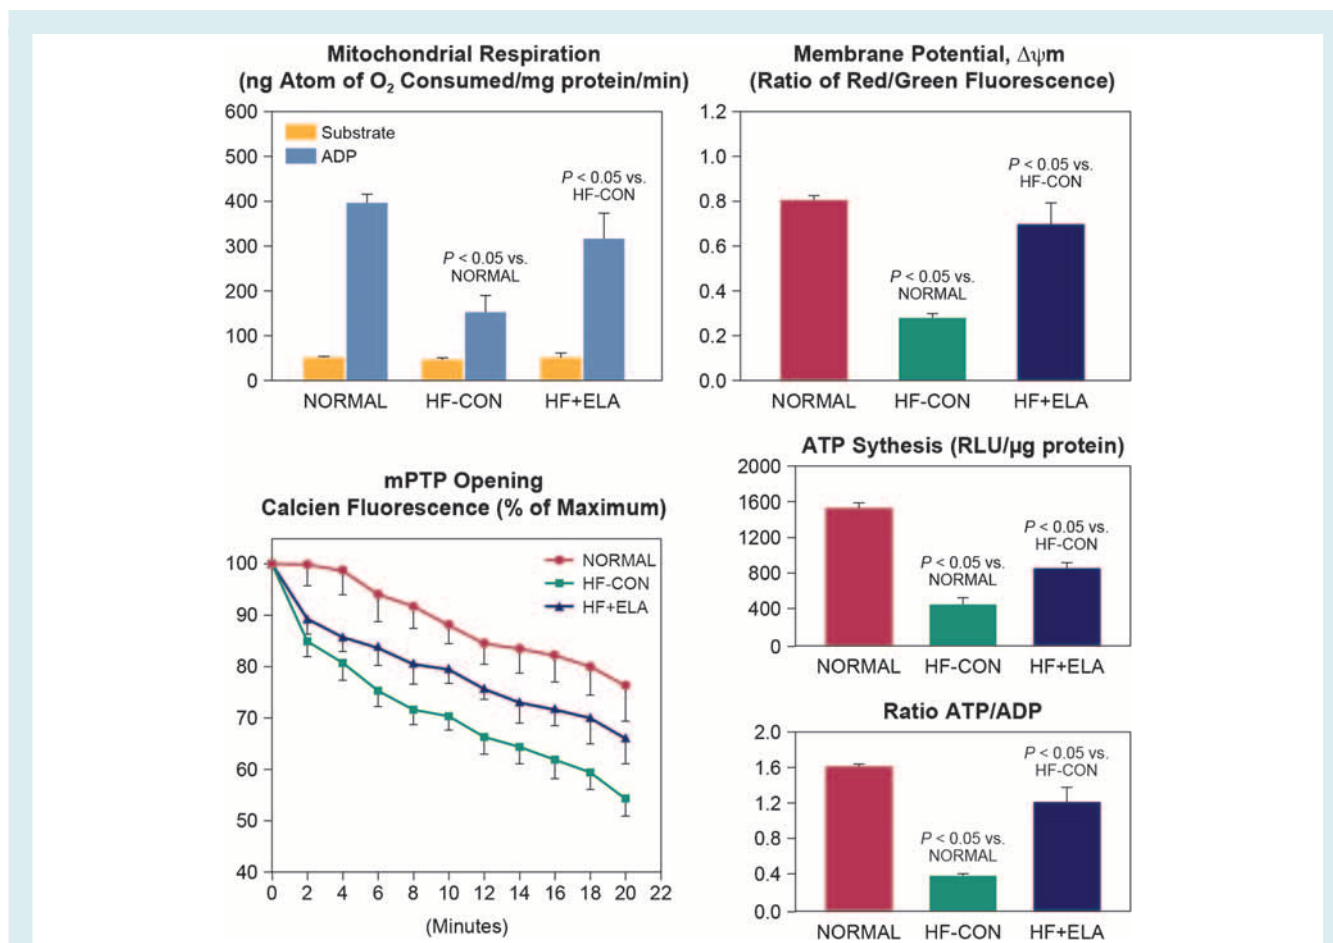 Mitochondrial Respiration
(ng Atom of O₂ Consumed/mg protein/min)
600
500
400
300
200
100
0
Substrate
ADP
P < 0.05 vs.
NORMAL
P < 0.05 vs.
HF-CON
NORMAL HF-CON HF+ELA
Membrane Potential, Δψm
(Ratio of Red/Green Fluorescence)
1.2
1.0
0.8
0.6
0.4
0.2
0.0
P < 0.05 vs.
NORMAL
P < 0.05 vs.
HF-CON
NORMAL HF-CON HF+ELA
mPTP Opening
Calcien Fluorescence (% of Maximum)
100
90
80
70
60
50
40
NORMAL
HF-CON
HF+ELA
0 2 4 6 8 10 12 14 16 18 20 22
(Minutes)
ATP Sythesis (RLU/µg protein)
2000
1600
1200
800
400
0
P < 0.05 vs.
NORMAL
P < 0.05 vs.
HF-CON
NORMAL HF-CON HF+ELA
Ratio ATP/ADP
2.0
1.6
1.2
0.8
0.4
0.0
P < 0.05 vs.
NORMAL
P < 0.05 vs.
HF-CON
NORMAL HF-CON HF+ELA